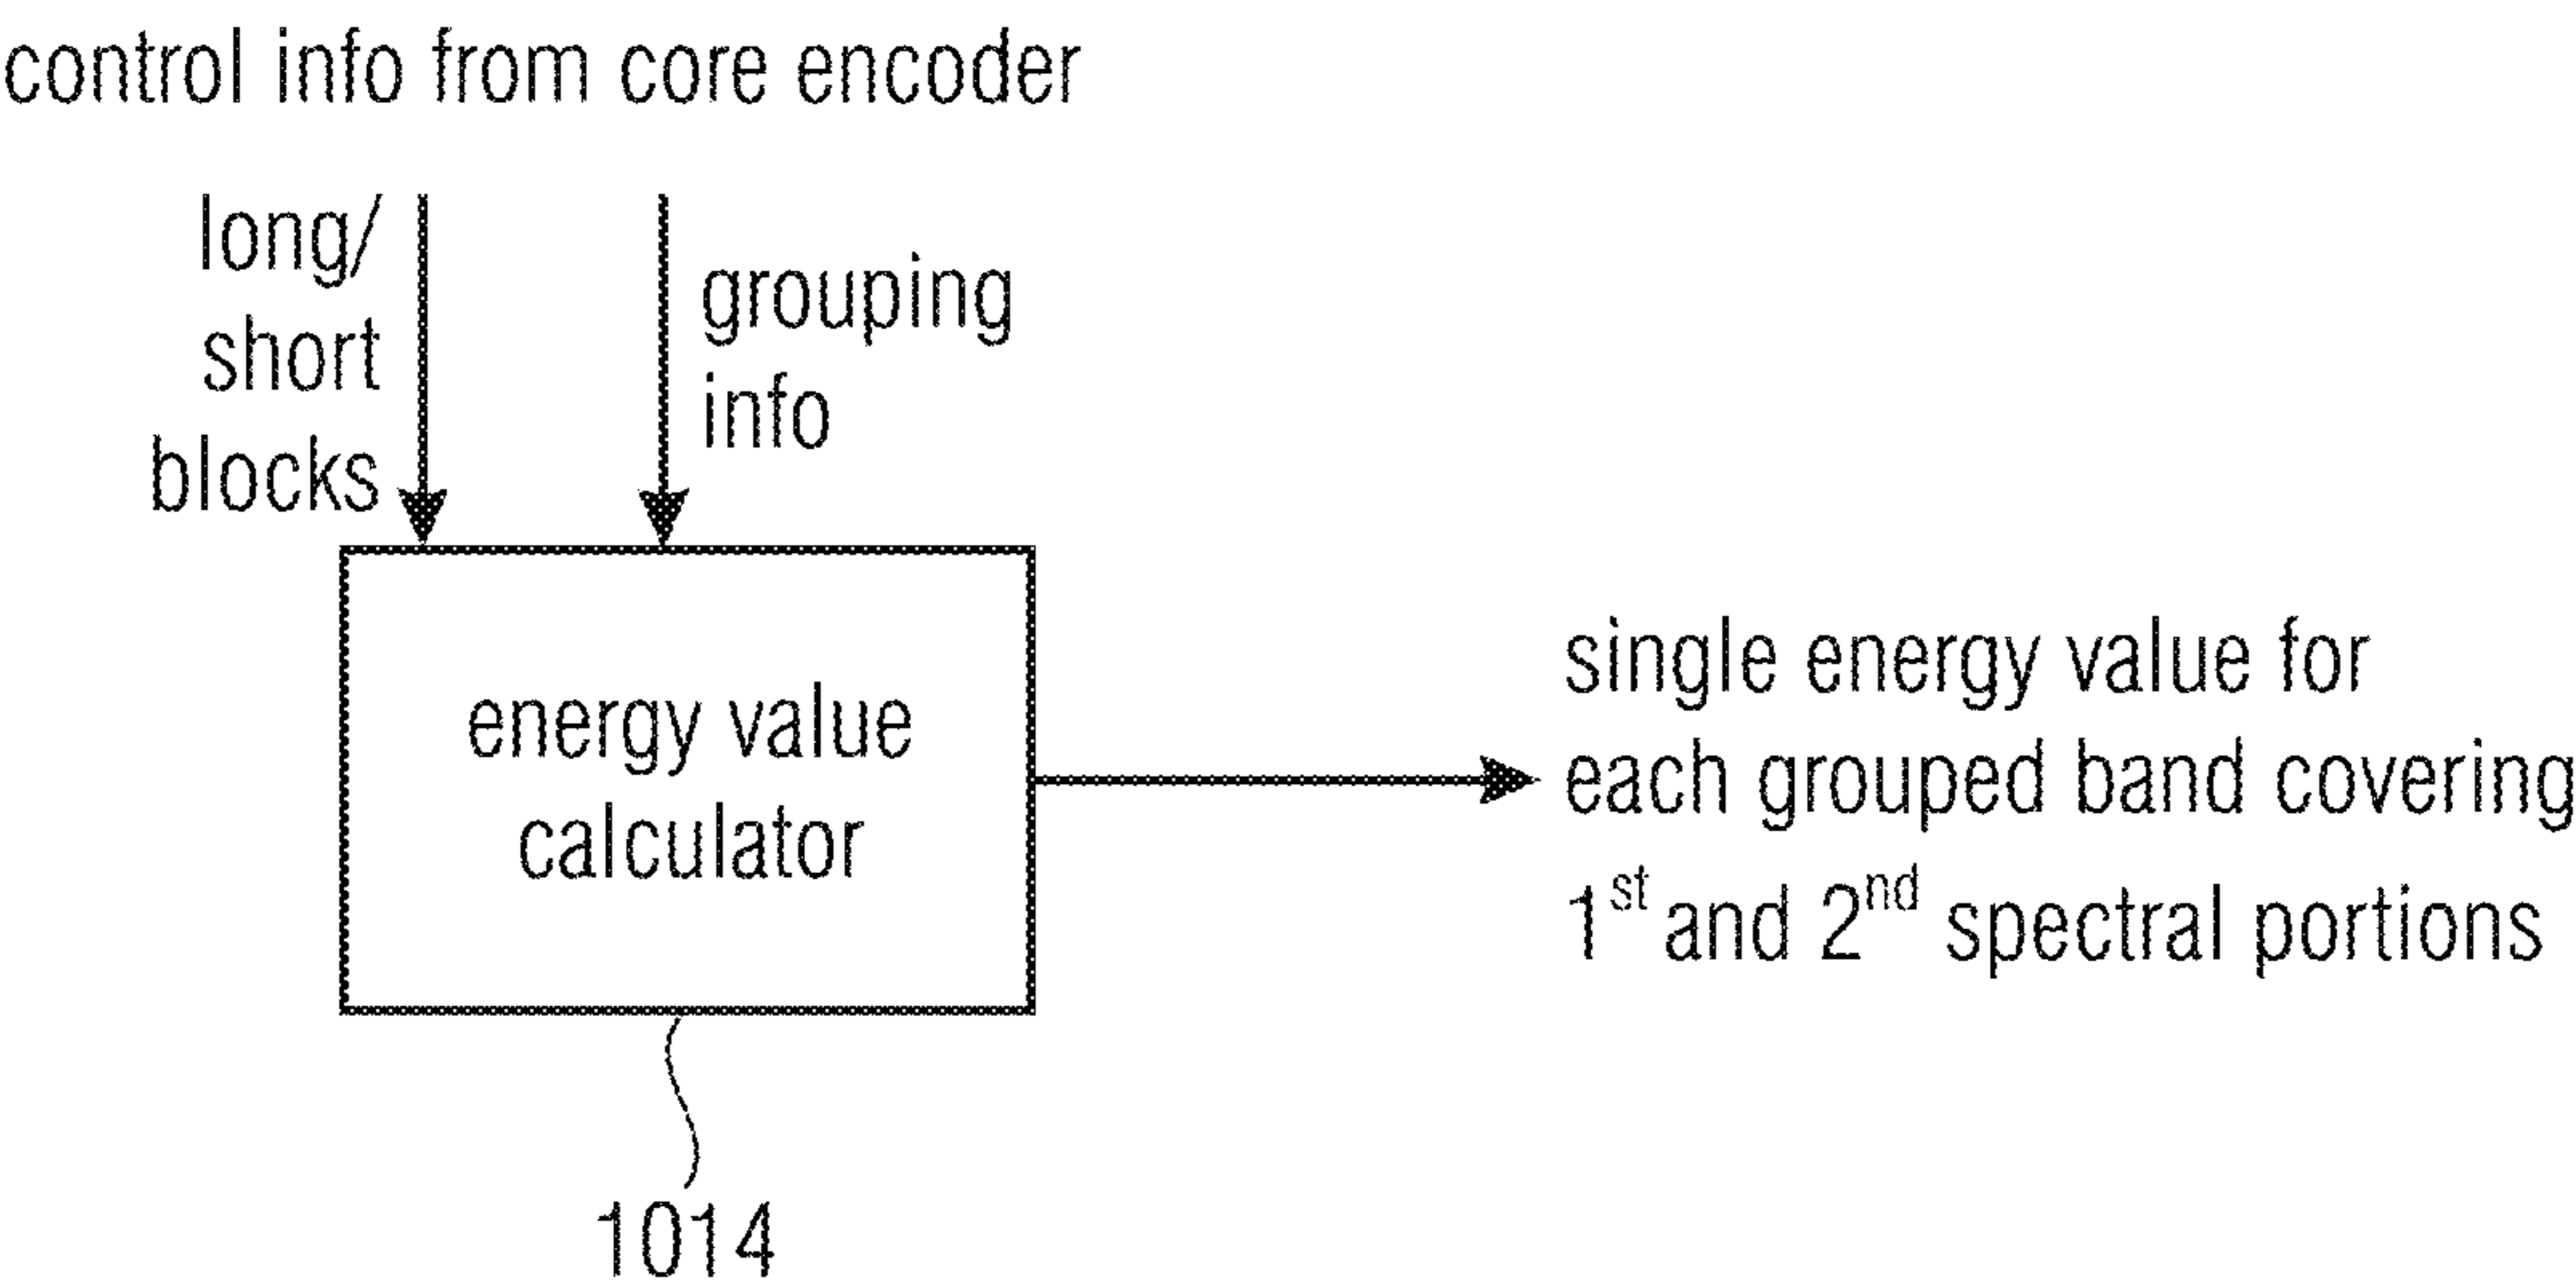 control info from core encoder
long/
short
blocks
grouping
info
energy value
calculator
single energy value for
each grouped band covering
1st and 2nd spectral portions
1014